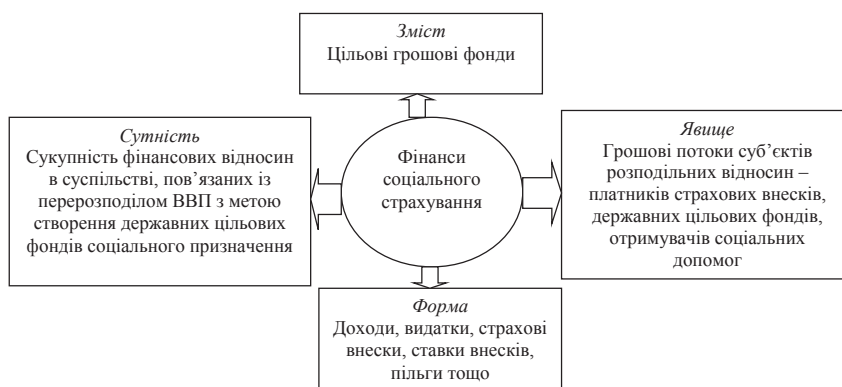 Зміст
Цільові грошові фонди
Сутність
Сукупність фінансових відносин
в суспільстві, пов’язаних із
перерозподілом ВВП з метою
створення державних цільових
фондів соціального призначення
Фінанси
соціального
страхування
Явище
Грошові потоки суб’єктів
розподільних відносин –
платників страхових внесків,
державних цільових фондів,
отримувачів соціальних
допомог
Форма
Доходи, видатки, страхові
внески, ставки внесків,
пільги тощо